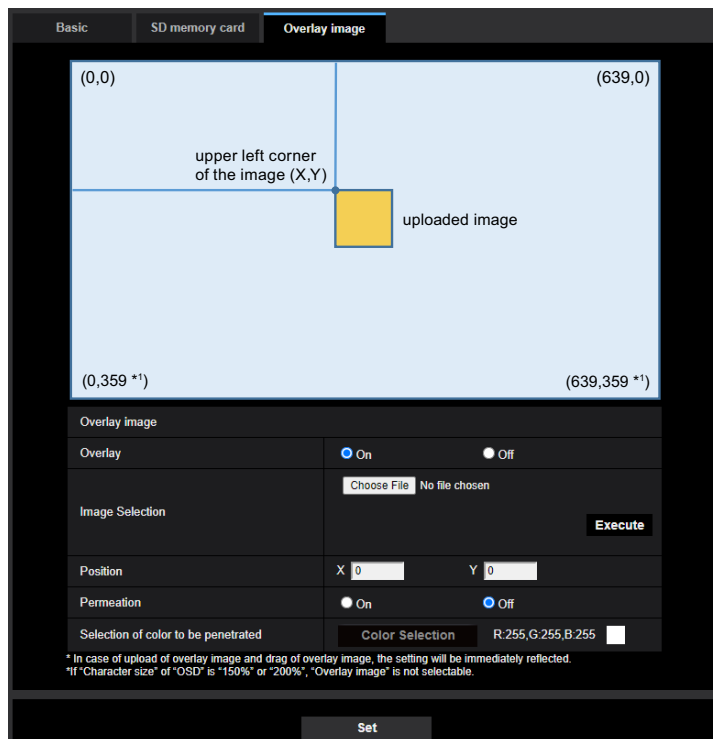 Basic SD memory card Overlay image
(0,0) (639,0)
upper left corner
of the image (X,Y)
uploaded image
(0,359 *1) (639,359 *1)
Overlay image
Overlay On Off
Choose File No file chosen
Image Selection
Execute
Position X 0 Y 0
Permeation On Off
Selection of color to be penetrated Color Selection R:255,G:255,B:255
* In case of upload of overlay image and drag of overlay image, the setting will be immediately reflected.
*If “Character size” of “OSD” is “150%” or “200%”, “Overlay image” is not selectable.
Set